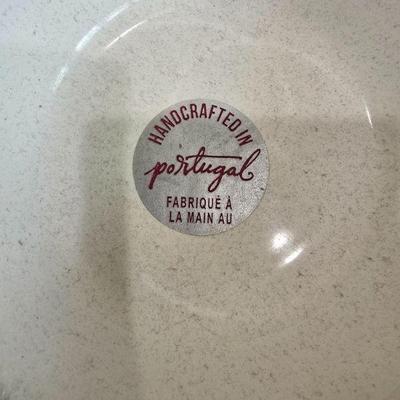 HANDCRAFTED IN
portugal
FABRIQUÉ À
LA MAIN AU